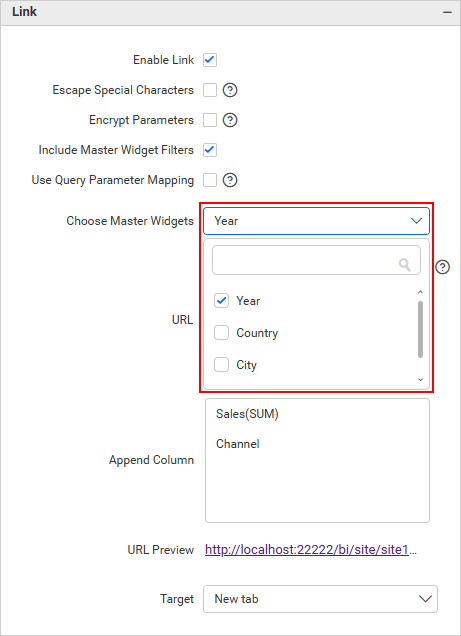 Link
Enable Link
Escape Special Characters
Encrypt Parameters
Include Master Widget Filters
Use Query Parameter Mapping
Choose Master Widgets Year
Year
URL
Country
City
Sales(SUM)
Channel
Append Column
URL Preview http://localhost:22222/bi/site/site1...
Target New tab